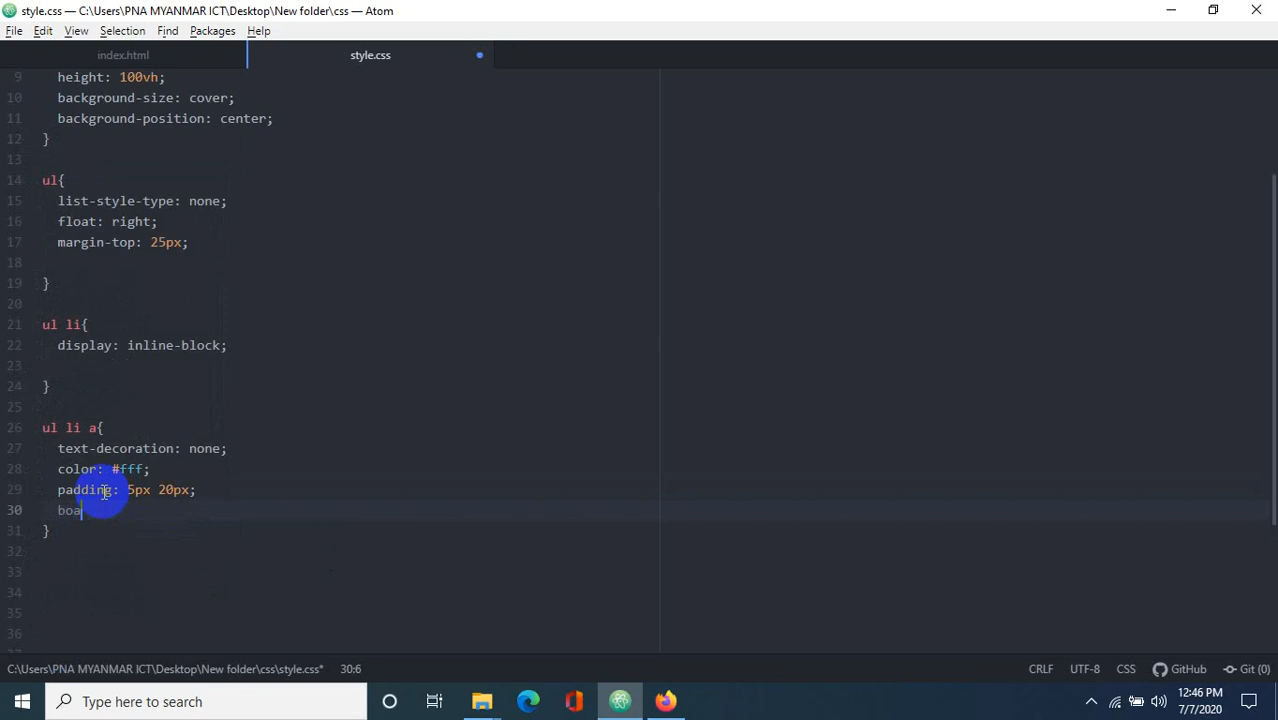 style.css — C:\Users\PNA MYANMAR ICT\Desktop\New folder\css — Atom
File Edit View Selection Find Packages Help
index.html style.css
9 height: 100vh;
10 background-size: cover;
11 background-position: center;
12 }
13
14 ul{
15 list-style-type: none;
16 float: right;
17 margin-top: 25px;
18
19 }
20
21 ul li{
22 display: inline-block;
23
24 }
25
26 ul li a{
27 text-decoration: none;
28 color: #fff;
29 padding: 5px 20px;
30 boa
31 }
32
33
34
35
36
C:\Users\PNA MYANMAR ICT\Desktop\New folder\css\style.css* 30:6 CRLF UTF-8 CSS GitHub Git (0)
Type here to search 12:46 PM
7/7/2020